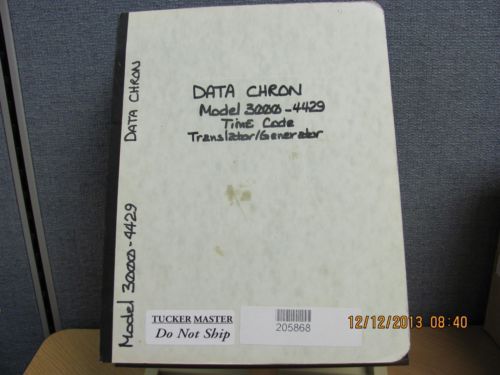 DATA CHRON
Model 3000-4429
Time Code
Translator/Generator
DATA CHRON
Model 3000-4429
TUCKER MASTER
Do Not Ship
205868
12/12/2013 08:40